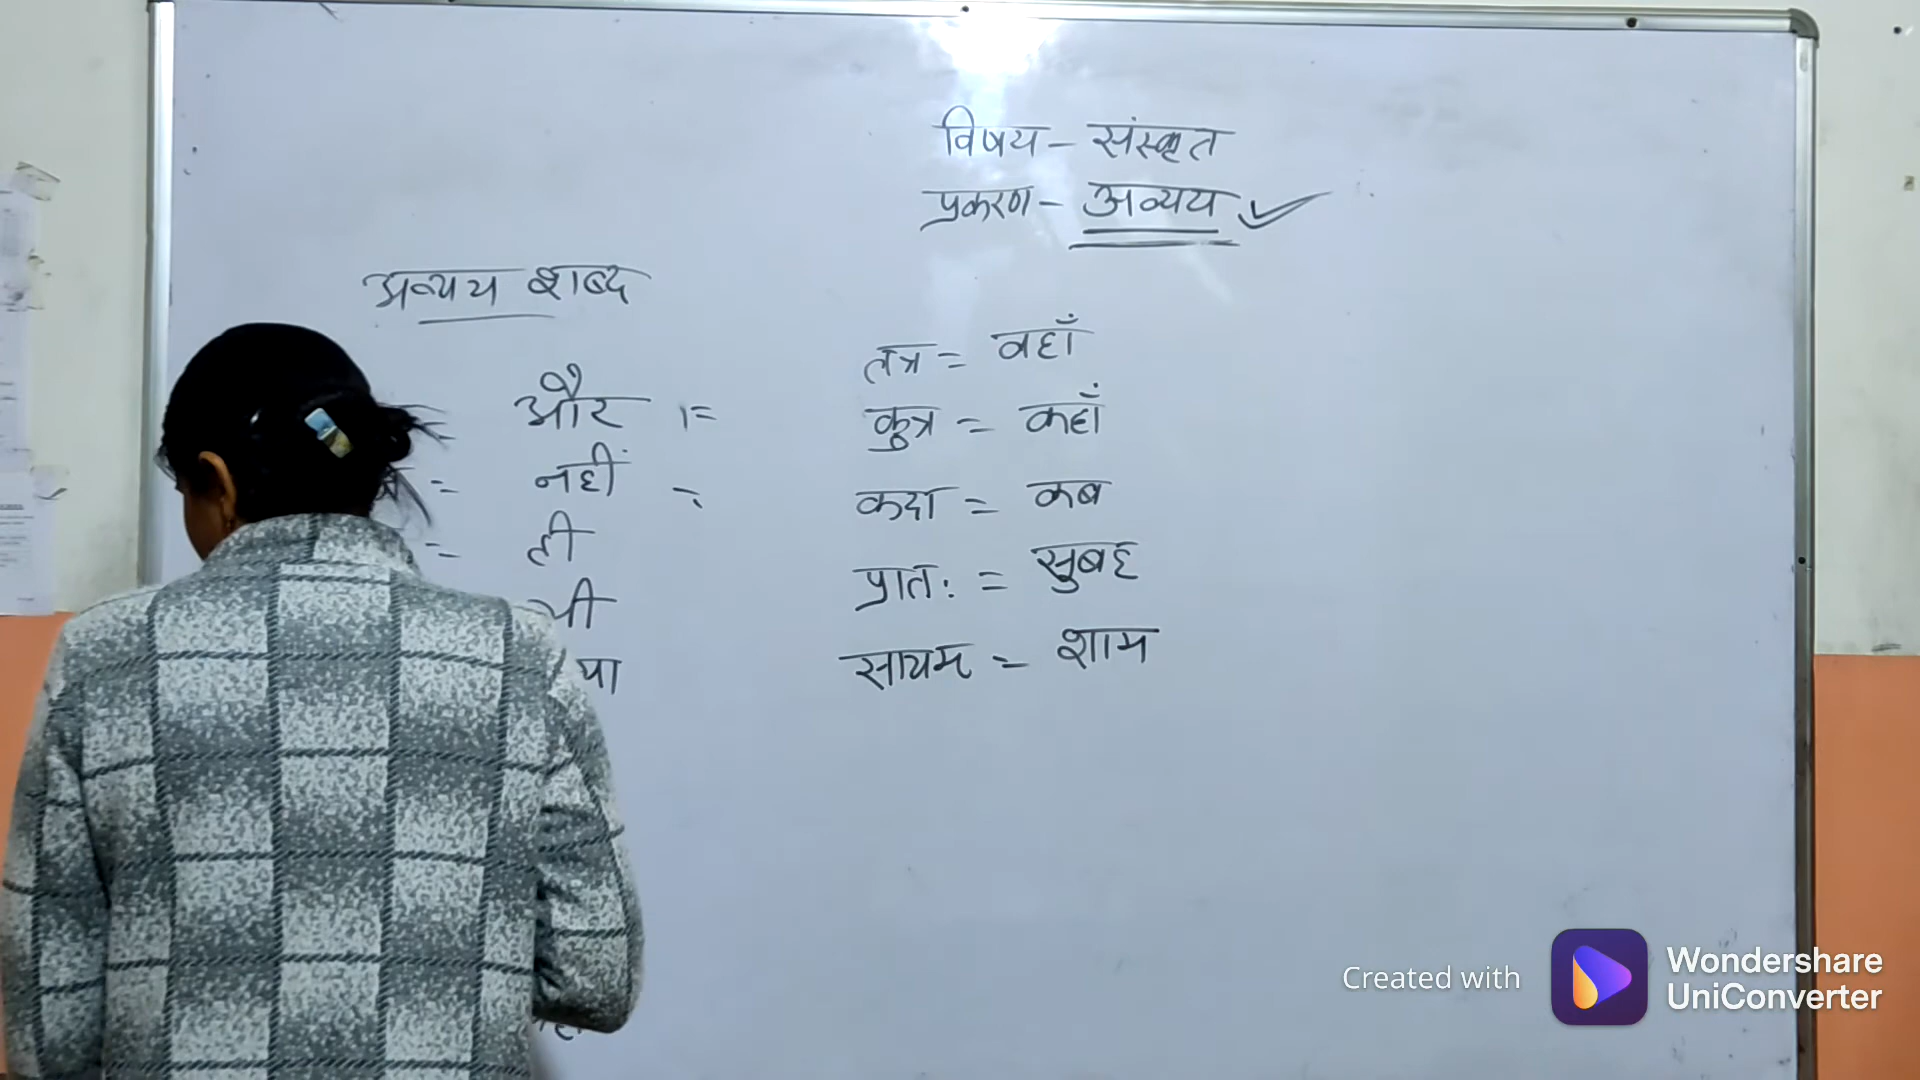 विषय - संस्कृत
प्रकरण - अव्यय ✓
अव्यय शब्द
= और =
न = नहीं =
= ही
भी
तत्र = वहाँ
कुत्र = कहाँ
कदा = कब
प्रात: = सुबह
सायम् = शाम
Created with Wondershare UniConverter